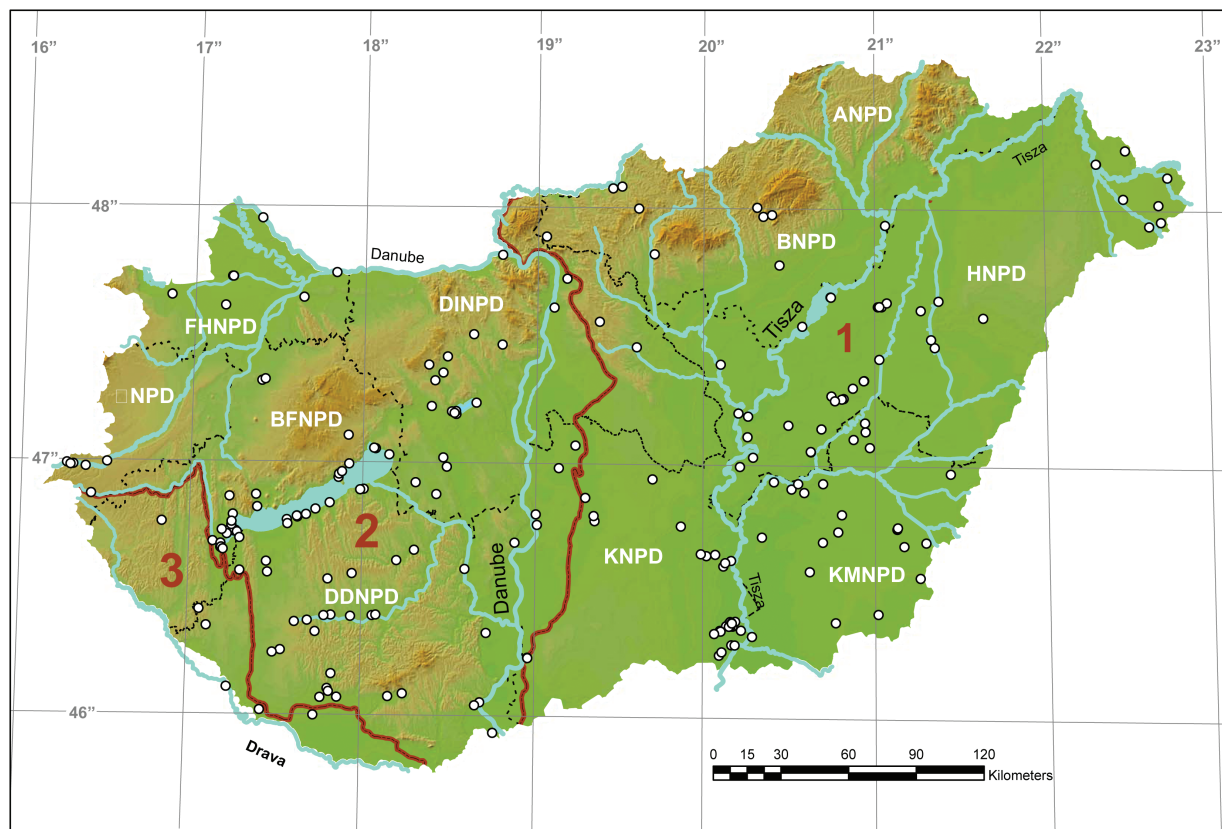 16” 17” 18” 19” 20” 21” 22” 23”
ANPD
Tisza
48”
BNPD
Danube
HNPD
DINPD
Tisza
FHNPD
1
□NPD
BFNPD
47”
2
KNPD
3
Danube
Tisza
KMNPD
DDNPD
46”
Drava
0 15 30 60 90 120
Kilometers